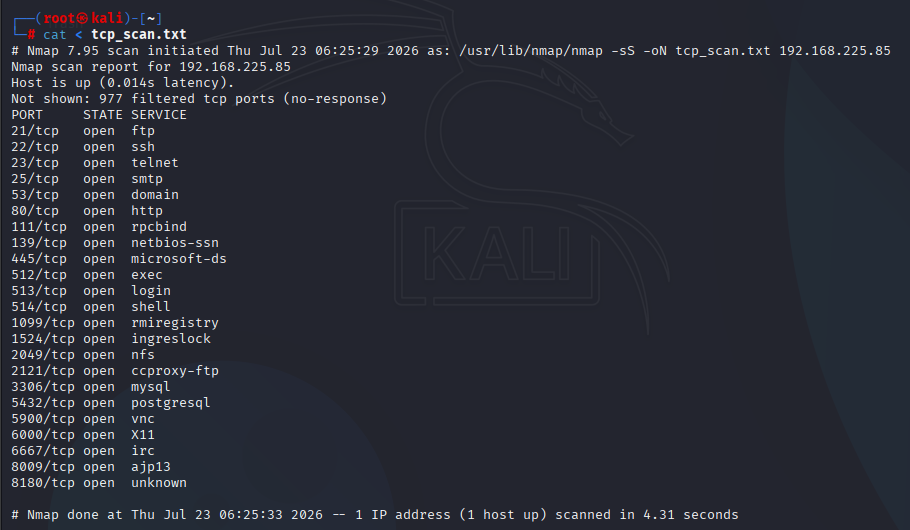 ┌──(root㉿kali)-[~]
└─# cat < tcp_scan.txt
# Nmap 7.95 scan initiated Thu Jul 23 06:25:29 2026 as: /usr/lib/nmap/nmap -sS -oN tcp_scan.txt 192.168.225.85
Nmap scan report for 192.168.225.85
Host is up (0.014s latency).
Not shown: 977 filtered tcp ports (no-response)
PORT     STATE SERVICE
21/tcp   open  ftp
22/tcp   open  ssh
23/tcp   open  telnet
25/tcp   open  smtp
53/tcp   open  domain
80/tcp   open  http
111/tcp  open  rpcbind
139/tcp  open  netbios-ssn
445/tcp  open  microsoft-ds
512/tcp  open  exec
513/tcp  open  login
514/tcp  open  shell
1099/tcp open  rmiregistry
1524/tcp open  ingreslock
2049/tcp open  nfs
2121/tcp open  ccproxy-ftp
3306/tcp open  mysql
5432/tcp open  postgresql
5900/tcp open  vnc
6000/tcp open  X11
6667/tcp open  irc
8009/tcp open  ajp13
8180/tcp open  unknown
# Nmap done at Thu Jul 23 06:25:33 2026 -- 1 IP address (1 host up) scanned in 4.31 seconds
KALI